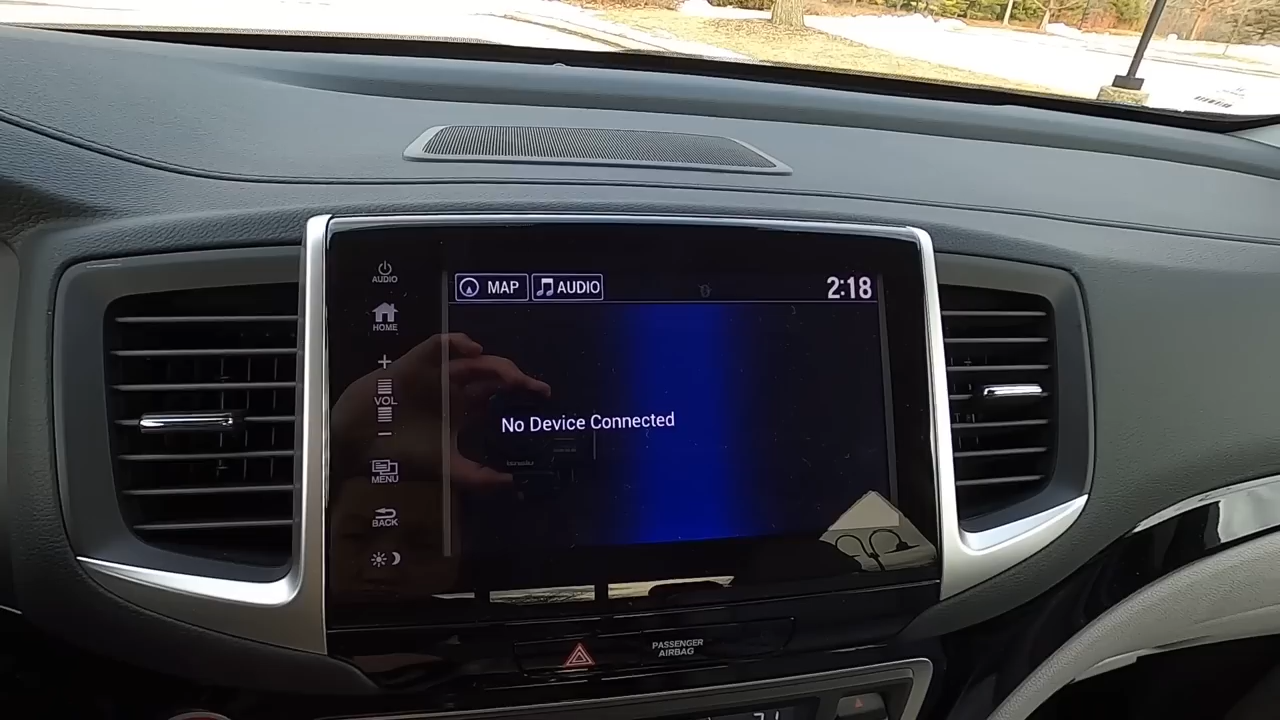 AUDIO
HOME
VOL
MENU
BACK
MAP
AUDIO
2:18
No Device Connected
PASSENGER
AIRBAG